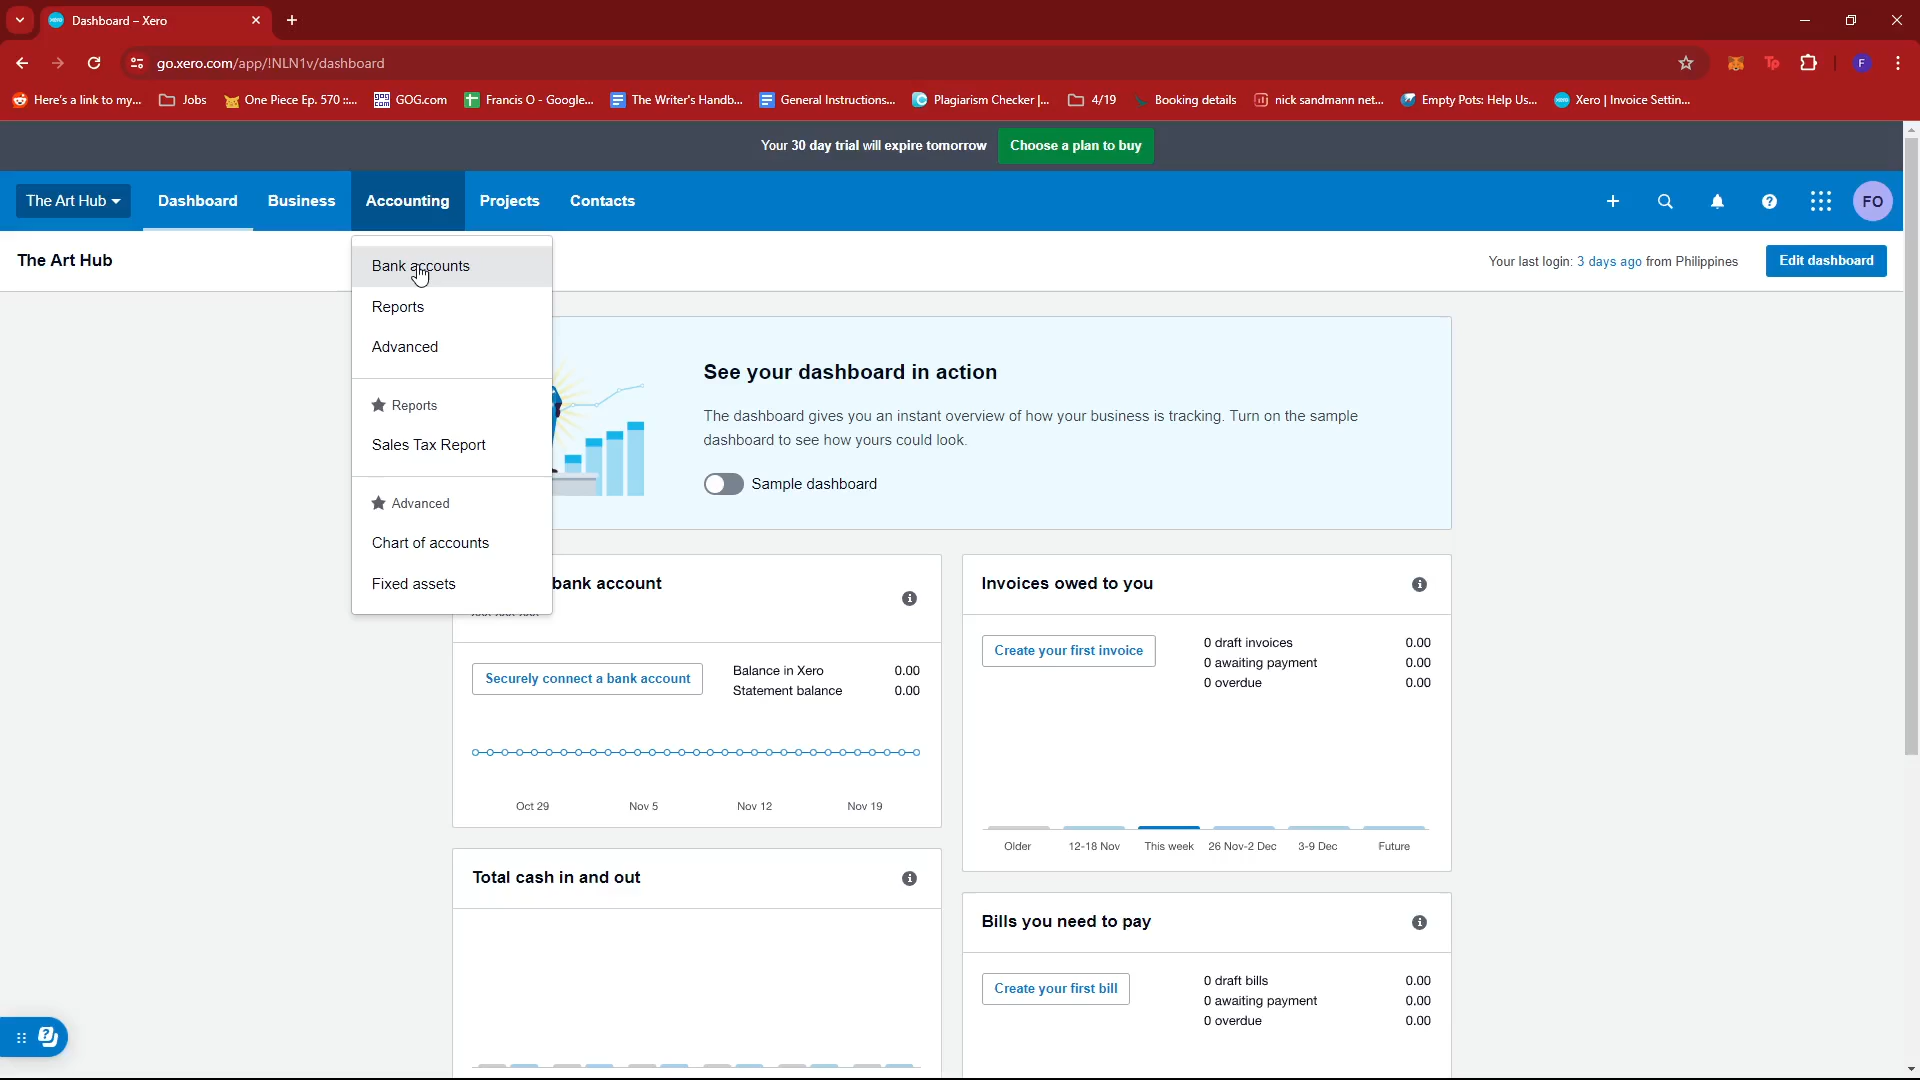 Dashboard – Xero
go.xero.com/app/!NLN1v/dashboard
Here's a link to my...
Jobs
One Piece Ep. 570 ::...
GOG.com
Francis O - Google...
The Writer's Handb...
General Instructions...
Plagiarism Checker |...
4/19
Booking details
nick sandmann net...
Empty Pots: Help Us...
Xero | Invoice Settin...
Your 30 day trial will expire tomorrow
Choose a plan to buy
The Art Hub
Dashboard
Business
Accounting
Projects
Contacts
FO
The Art Hub
Your last login: 3 days ago from Philippines
Edit dashboard
Bank accounts
Reports
Advanced
Reports
Sales Tax Report
Advanced
Chart of accounts
Fixed assets
See your dashboard in action
The dashboard gives you an instant overview of how your business is tracking. Turn on the sample
dashboard to see how yours could look.
Sample dashboard
bank account
Securely connect a bank account
Balance in Xero 0.00
Statement balance 0.00
Oct 29
Nov 5
Nov 12
Nov 19
Invoices owed to you
Create your first invoice
0 draft invoices 0.00
0 awaiting payment 0.00
0 overdue 0.00
Older
12-18 Nov
This week
26 Nov-2 Dec
3-9 Dec
Future
Total cash in and out
Bills you need to pay
Create your first bill
0 draft bills 0.00
0 awaiting payment 0.00
0 overdue 0.00